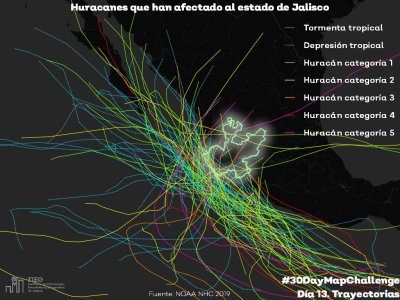 Huracanes que han afectado al estado de Jalisco
Tormenta tropical
Depresión tropical
Huracán categoría 1
Huracán categoría 2
Huracán categoría 3
Huracán categoría 4
Huracán categoría 5
IIEG
Fuente: NOAA, NHC 2019
#30DayMapChallenge
Día 13. Trayectorias